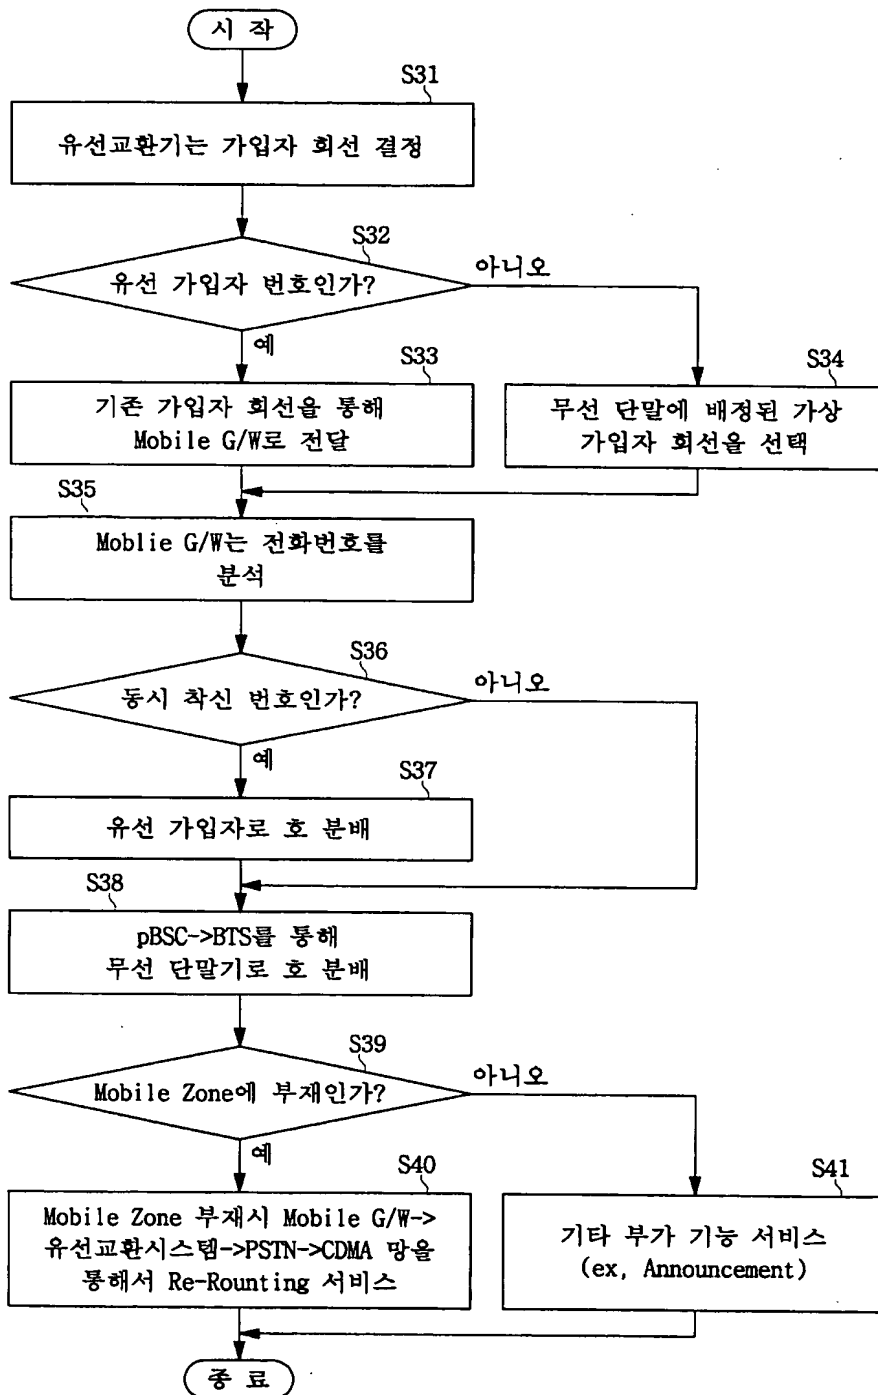 시 작
S31
유선교환기는 가입자 회선 결정
S32
유선 가입자 번호인가?
아니오
예
S33
기존 가입자 회선을 통해
Mobile G/W로 전달
S34
무선 단말에 배정된 가상
가입자 회선을 선택
S35
Moblie G/W는 전화번호를
분석
S36
동시 착신 번호인가?
아니오
예
S37
유선 가입자로 호 분배
S38
pBSC->BTS를 통해
무선 단말기로 호 분배
S39
Mobile Zone에 부재인가?
아니오
예
S40
Mobile Zone 부재시 Mobile G/W->
유선교환시스템->PSTN->CDMA 망을
통해서 Re-Rounting 서비스
S41
기타 부가 기능 서비스
(ex, Announcement)
종 료